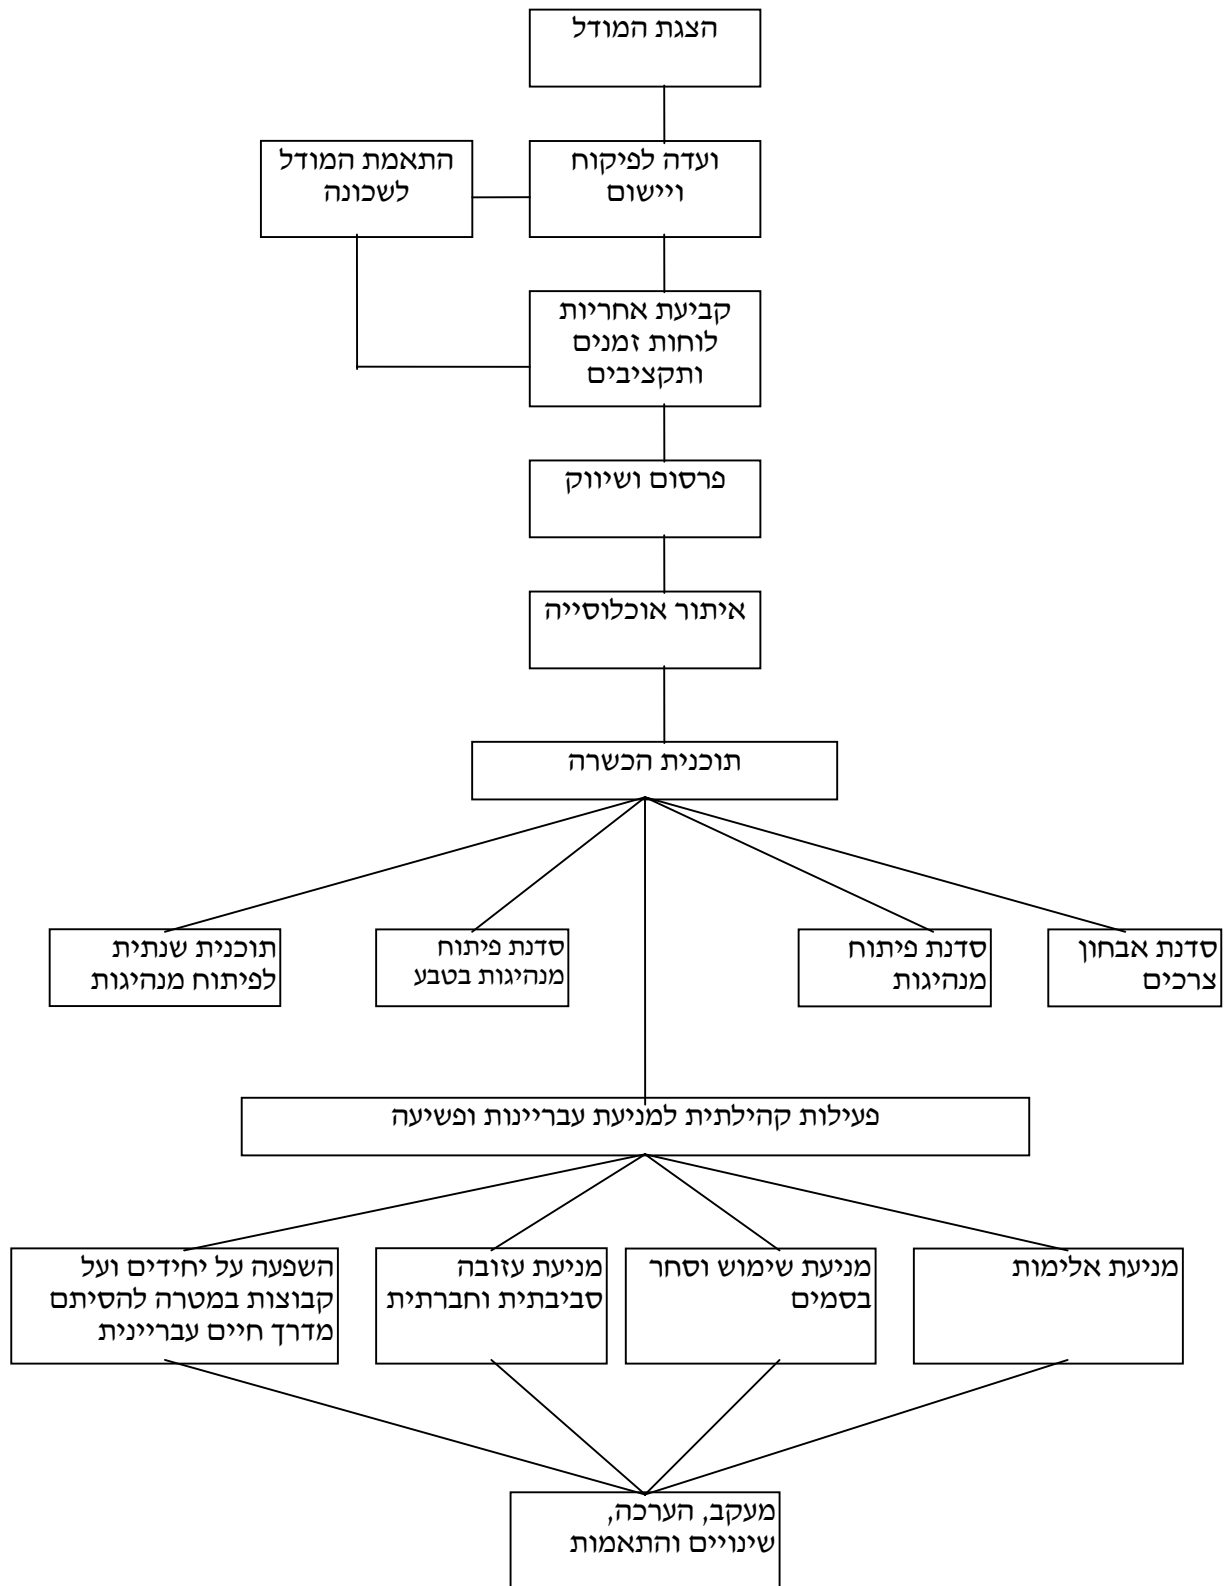 הצגת המודל
ועדה לפיקוח
ויישום
התאמת המודל
לשכונה
קביעת אחריות
לוחות זמנים
ותקציבים
פרסום ושיווק
איתור אוכלוסייה
תוכנית הכשרה
סדנת אבחון
צרכים
סדנת פיתוח
מנהיגות
סדנת פיתוח
מנהיגות בטבע
תוכנית שנתית
לפיתוח מנהיגות
פעילות קהילתית למניעת עבריינות ופשיעה
מניעת אלימות
מניעת שימוש וסחר
בסמים
מניעת עזובה
סביבתית וחברתית
השפעה על יחידים ועל
קבוצות במטרה להסיתם
מדרך חיים עבריינית
מעקב, הערכה,
שינויים והתאמות